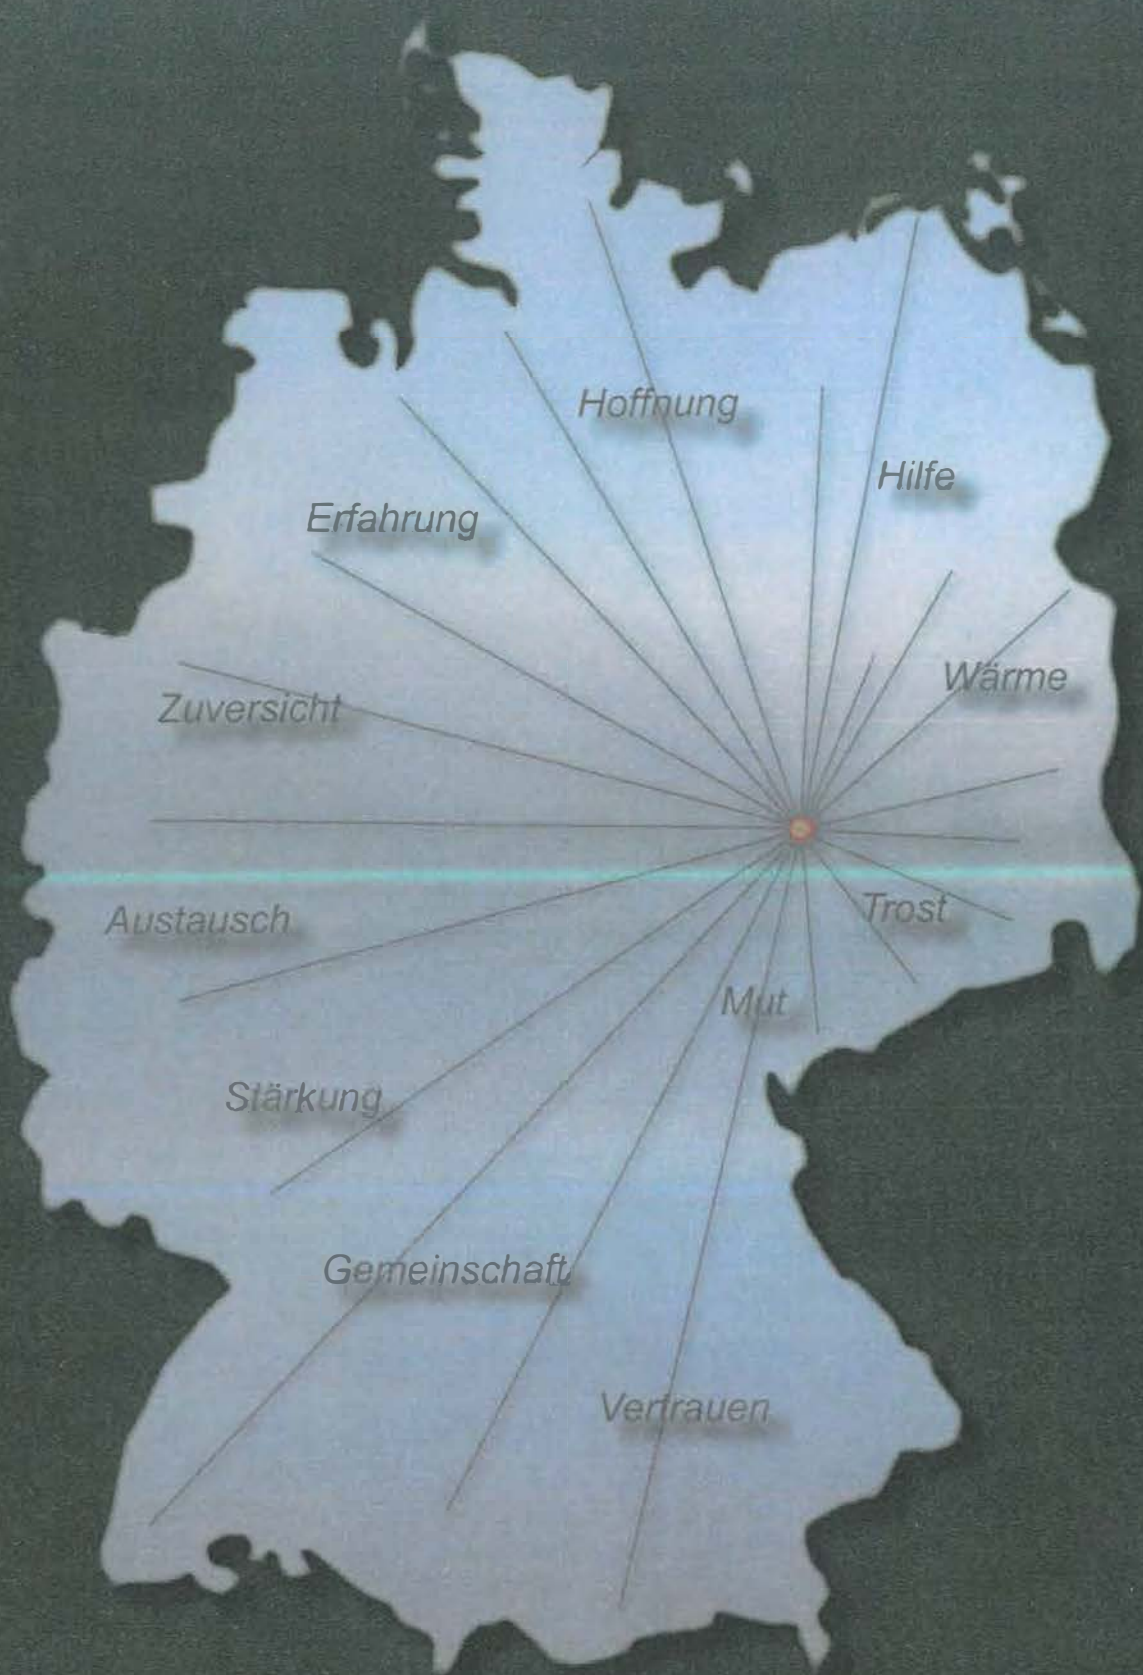 Hoffnung
Hilfe
Erfahrung
Wärme
Zuversicht
Trost
Austausch
Mut
Stärkung
Gemeinschaft
Vertrauen